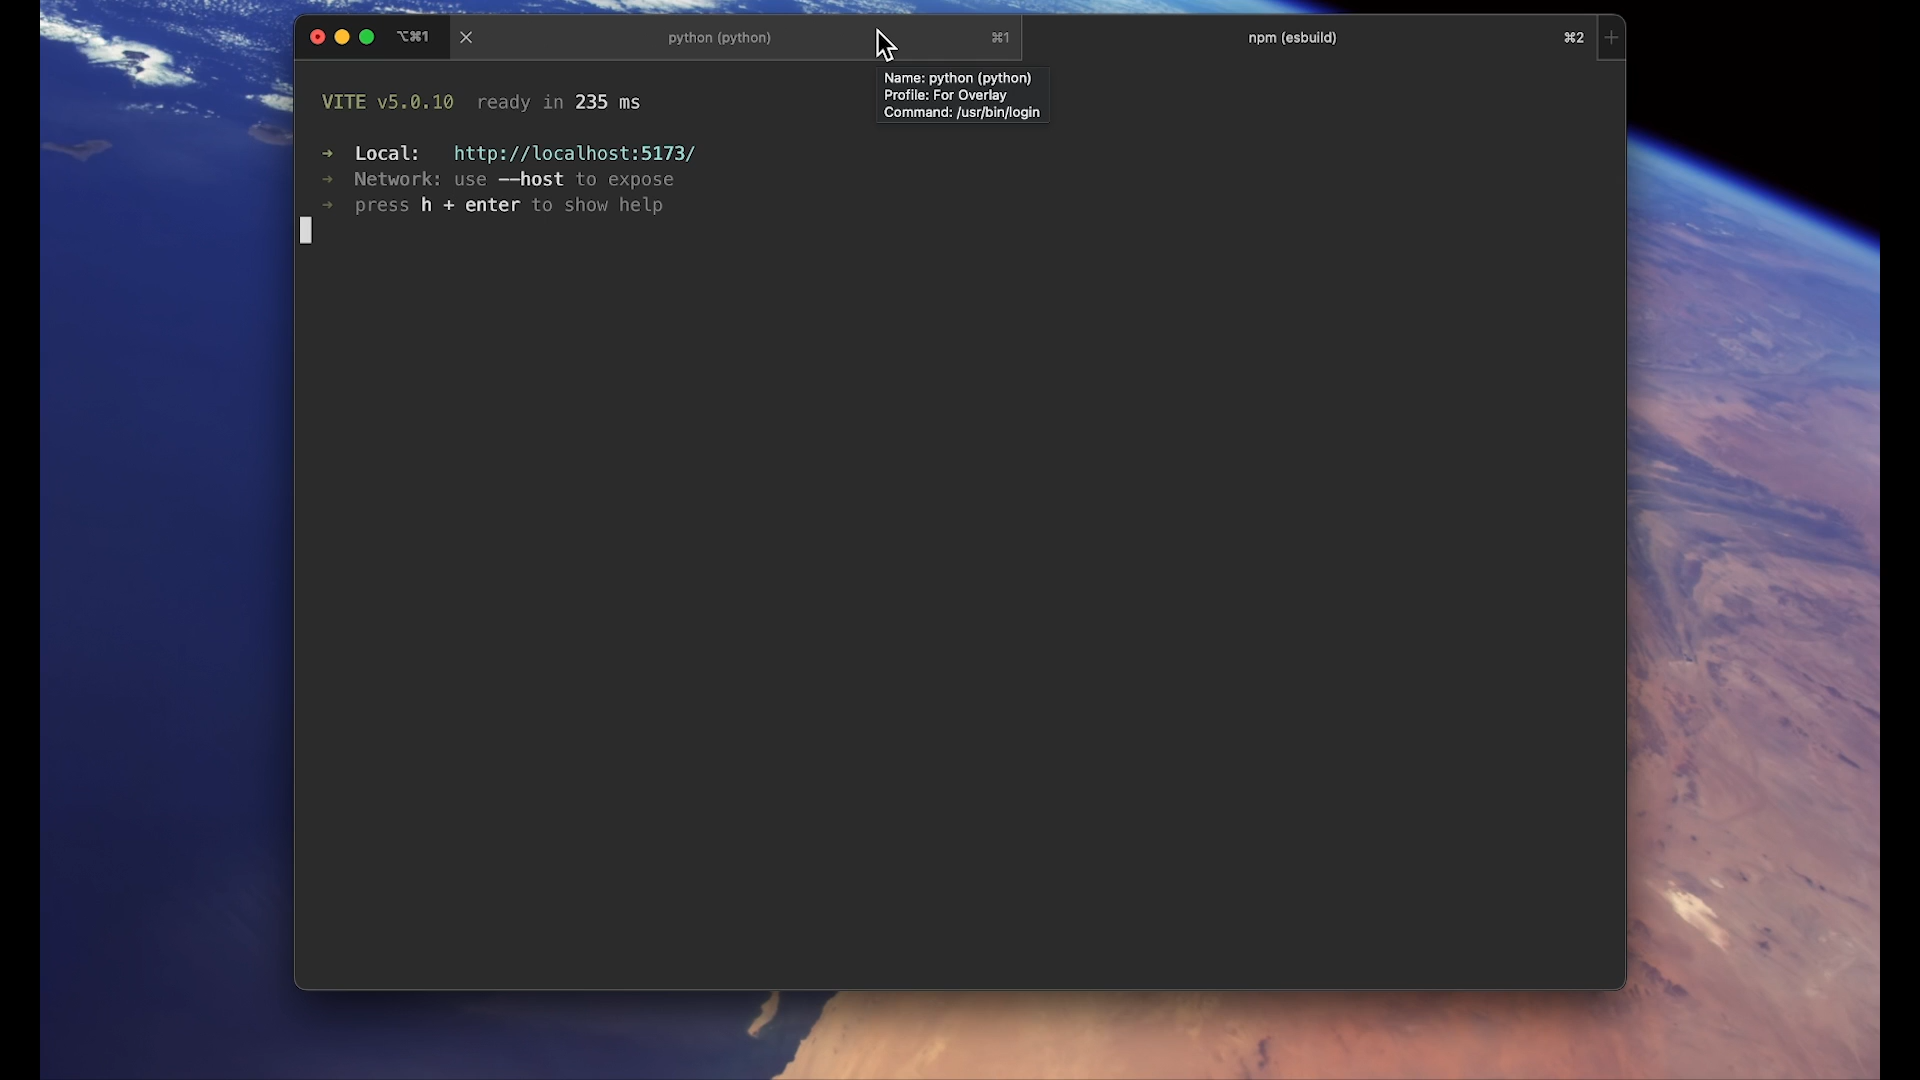 ⌥⌘1
python (python) ⌘1
npm (esbuild) ⌘2
Name: python (python)
Profile: For Overlay
Command: /usr/bin/login
VITE v5.0.10 ready in 235 ms
➜ Local: http://localhost:5173/
➜ Network: use --host to expose
➜ press h + enter to show help